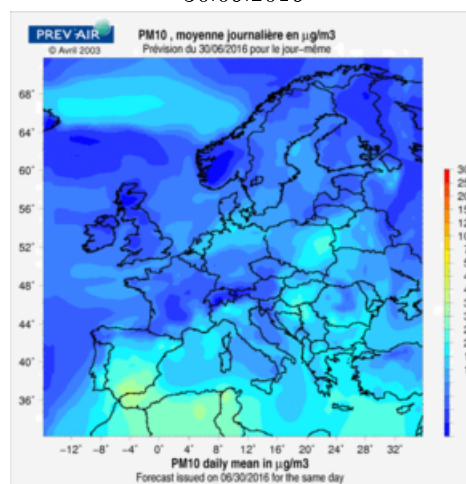 PREV'AIR
© Avril 2003
PM10 , moyenne journalière en µg/m3
Prévision du 30/06/2016 pour le jour−même
68˚
64˚
60˚
56˚
52˚
48˚
44˚
40˚
36˚
−12˚ −8˚ −4˚ 0˚ 4˚ 8˚ 12˚ 16˚ 20˚ 24˚ 28˚ 32˚
PM10 daily mean in µg/m3
Forecast issued on 06/30/2016 for the same day